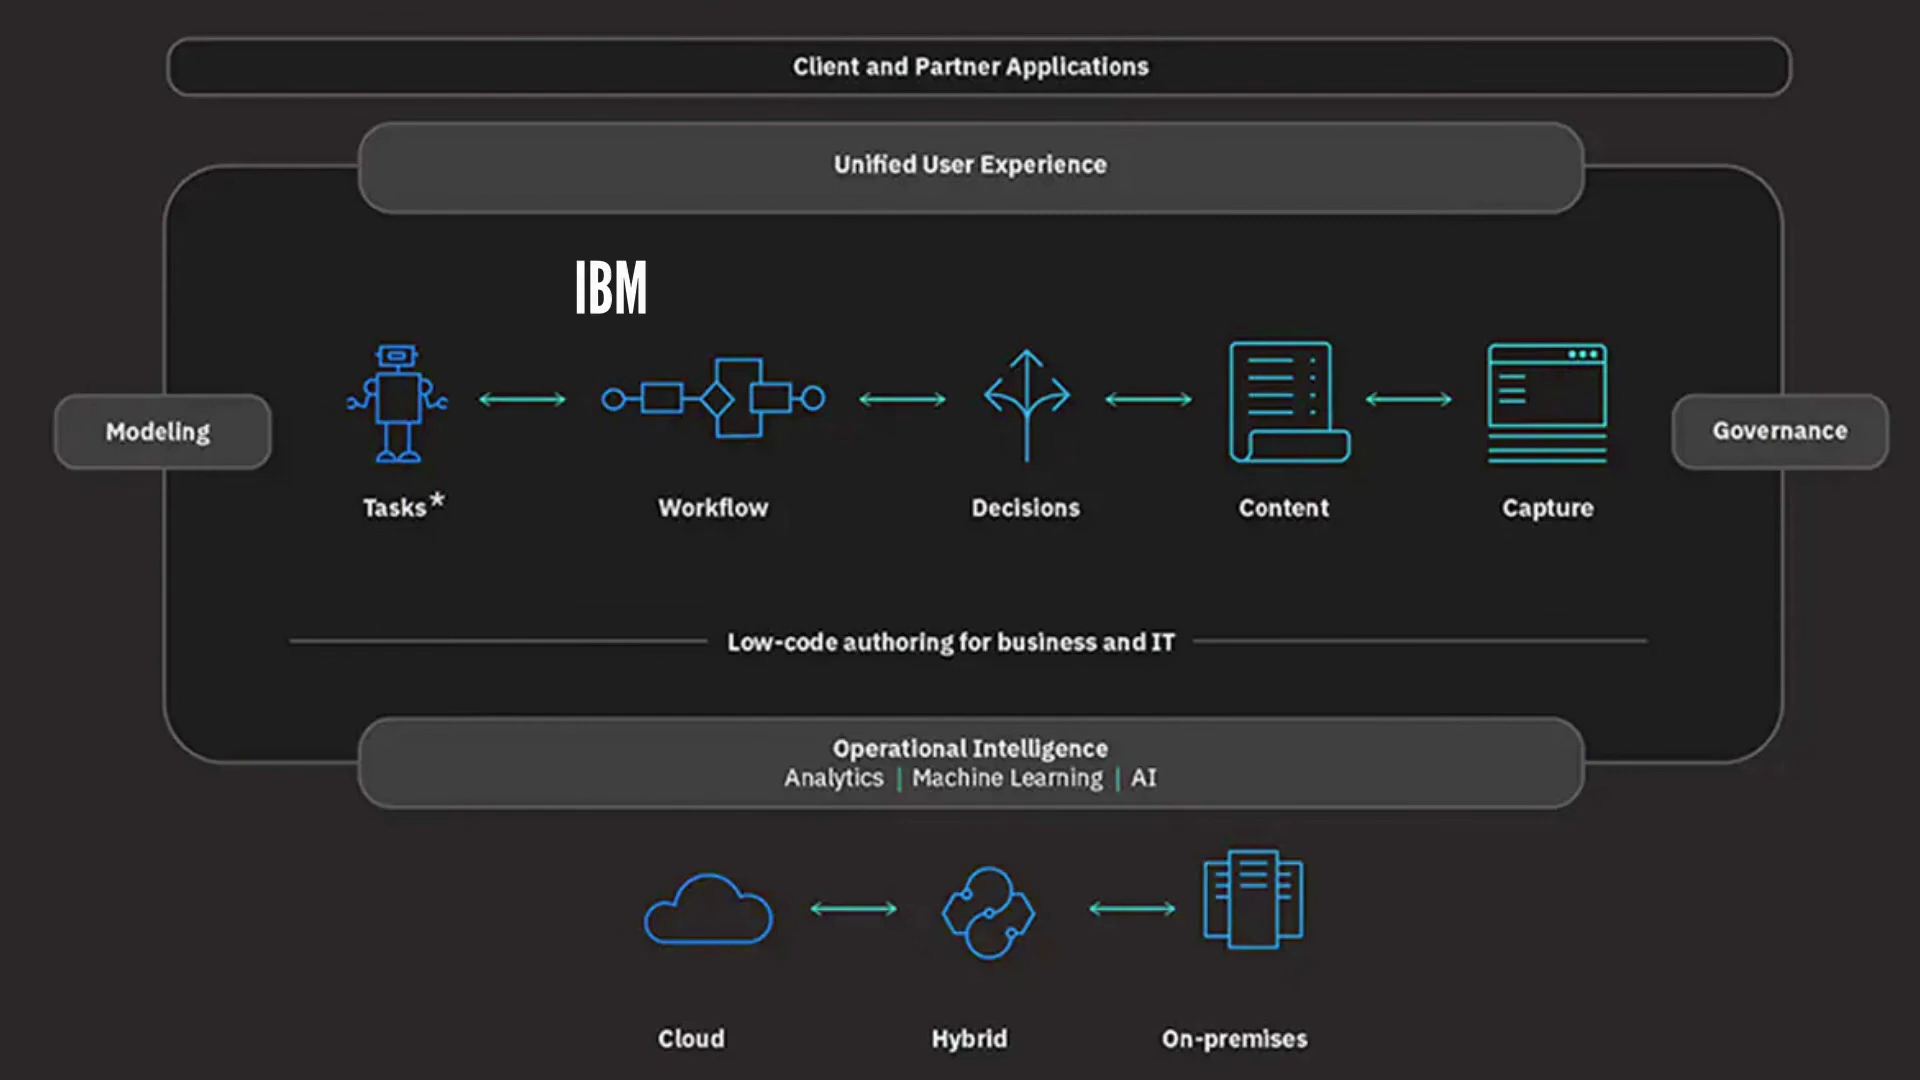 Client and Partner Applications
Unified User Experience
IBM
Modeling
Governance
Tasks*
Workflow
Decisions
Content
Capture
Low-code authoring for business and IT
Operational Intelligence
Analytics | Machine Learning | AI
Cloud
Hybrid
On-premises